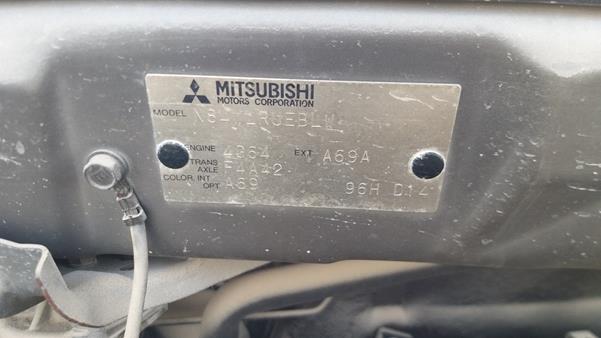 MITSUBISHI
MOTORS CORPORATION
MODEL
ENGINE 4G64 EXT A69A
TRANS AXLE F4A42
COLOR, INT OPT A69 96H D14